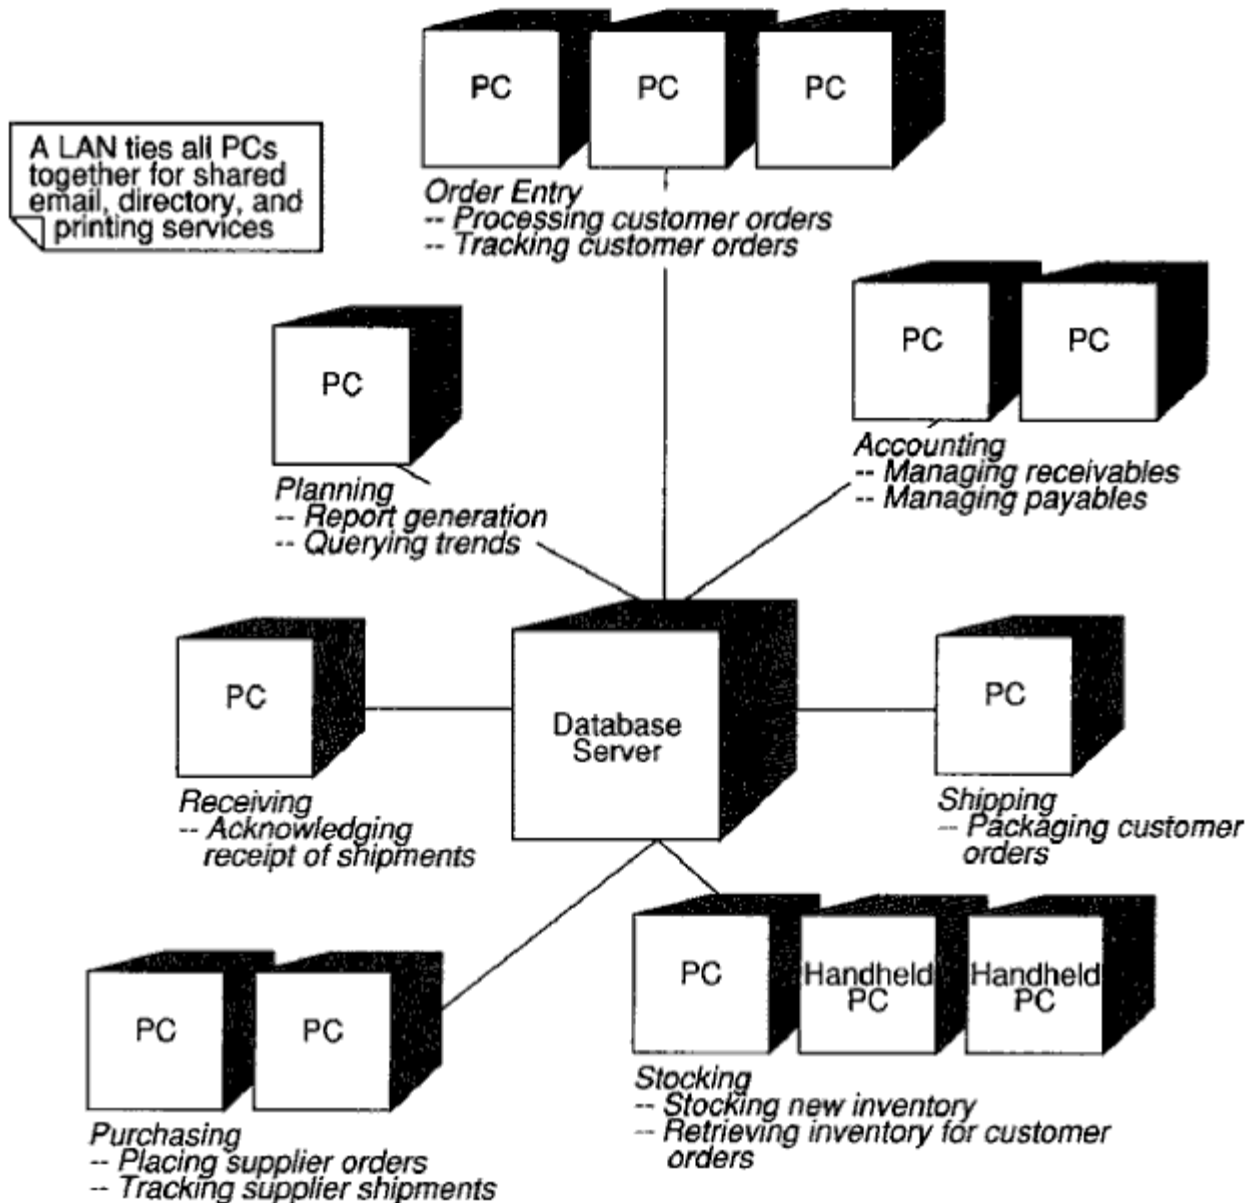 PC
PC
PC
A LAN ties all PCs
together for shared
email, directory, and
printing services
Order Entry
-- Processing customer orders
-- Tracking customer orders
PC
PC
PC
Planning
-- Report generation
-- Querying trends
Accounting
-- Managing receivables
-- Managing payables
PC
Receiving
-- Acknowledging
receipt of shipments
Database
Server
PC
Shipping
-- Packaging customer
orders
PC
PC
Purchasing
-- Placing supplier orders
-- Tracking supplier shipments
PC
Handheld
PC
Handheld
PC
Stocking
-- Stocking new inventory
-- Retrieving inventory for customer
orders